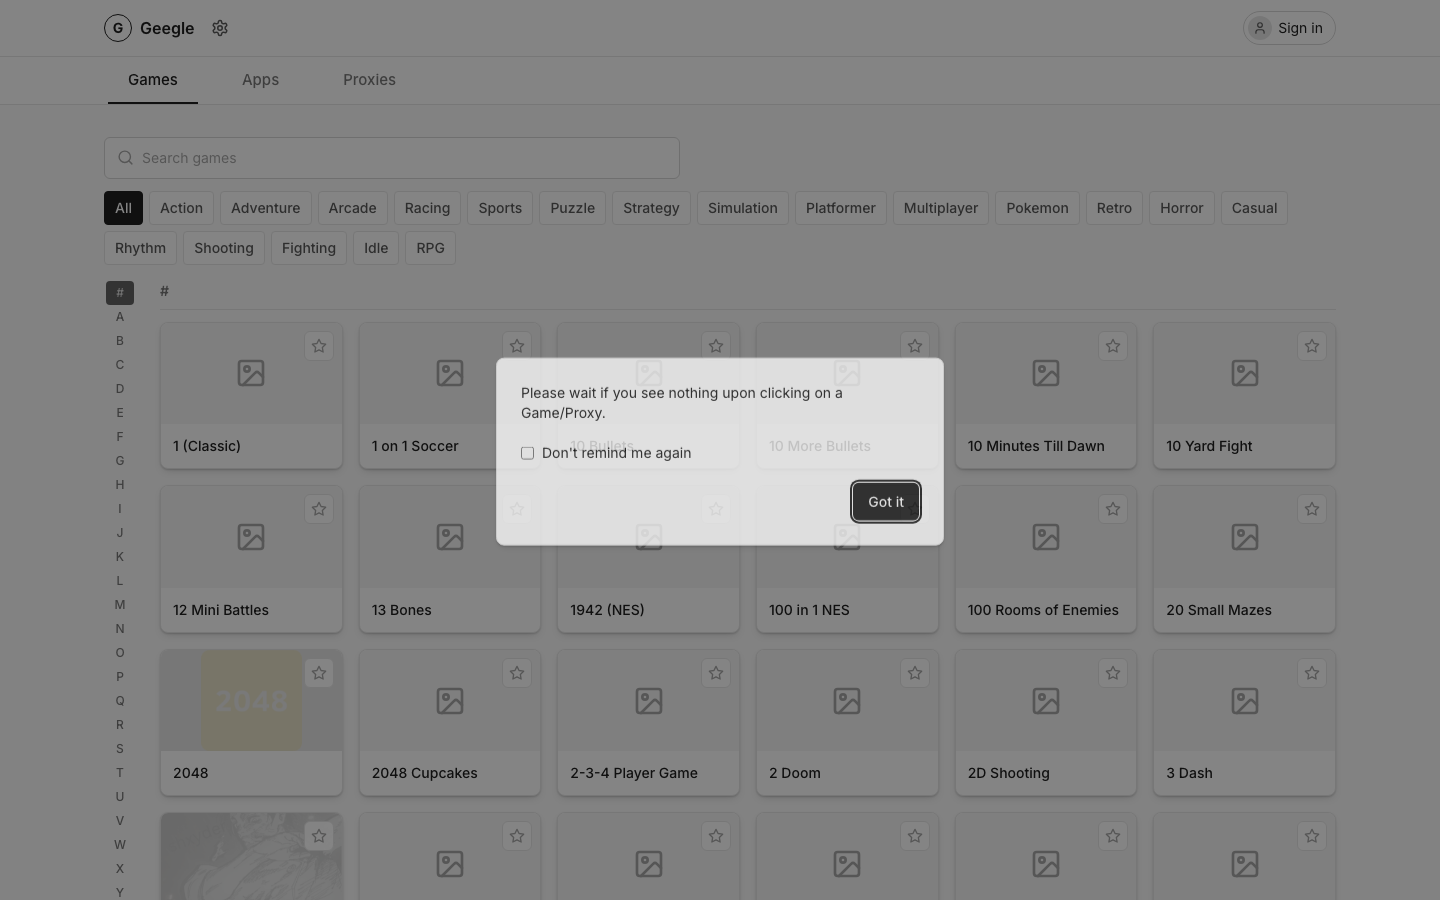 G Geegle
Sign in
Games Apps Proxies
Search games
All Action Adventure Arcade Racing Sports Puzzle Strategy Simulation Platformer Multiplayer Pokemon Retro Horror Casual
Rhythm Shooting Fighting Idle RPG
#
A
B
C
D
E
F
G
H
I
J
K
L
M
N
O
P
Q
R
S
T
U
V
W
X
Y
#
1 (Classic)
1 on 1 Soccer
10 Bullets
10 More Bullets
10 Minutes Till Dawn
10 Yard Fight
Please wait if you see nothing upon clicking on a
Game/Proxy.
Don't remind me again
Got it
12 Mini Battles
13 Bones
1942 (NES)
100 in 1 NES
100 Rooms of Enemies
20 Small Mazes
2048
2048
2048 Cupcakes
2-3-4 Player Game
2 Doom
2D Shooting
3 Dash